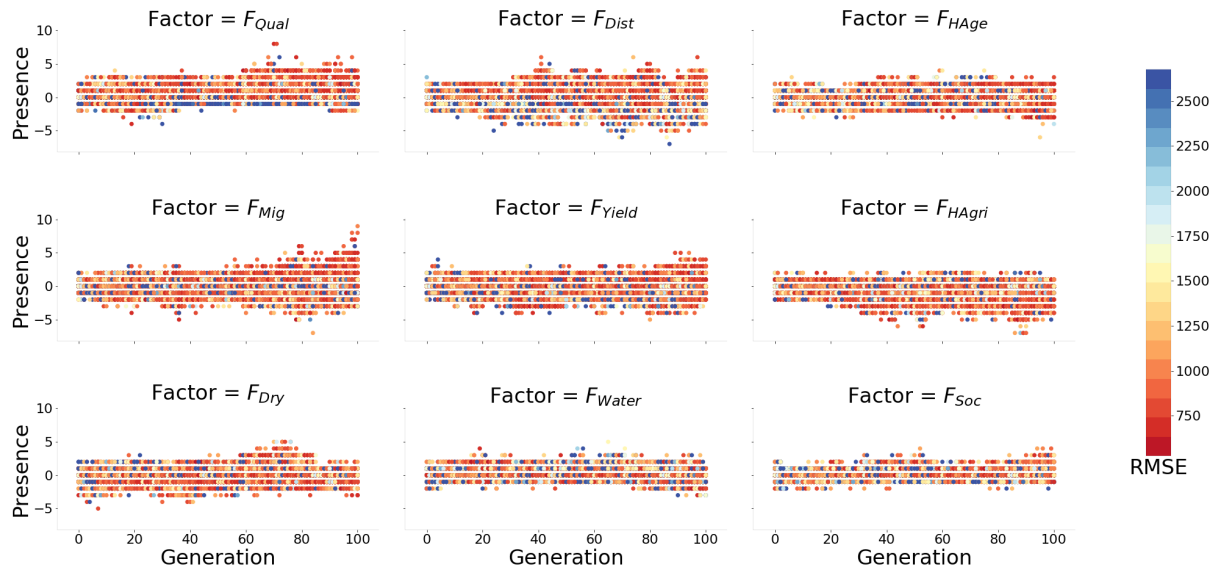 Factor = F_Qual
Factor = F_Dist
Factor = F_HAge
Presence
10
5
0
−5
Factor = F_Mig
Factor = F_Yield
Factor = F_HAgri
Presence
10
5
0
−5
Factor = F_Dry
Factor = F_Water
Factor = F_Soc
Presence
10
5
0
−5
0 20 40 60 80 100
Generation
0 20 40 60 80 100
Generation
0 20 40 60 80 100
Generation
2500
2250
2000
1750
1500
1250
1000
750
RMSE